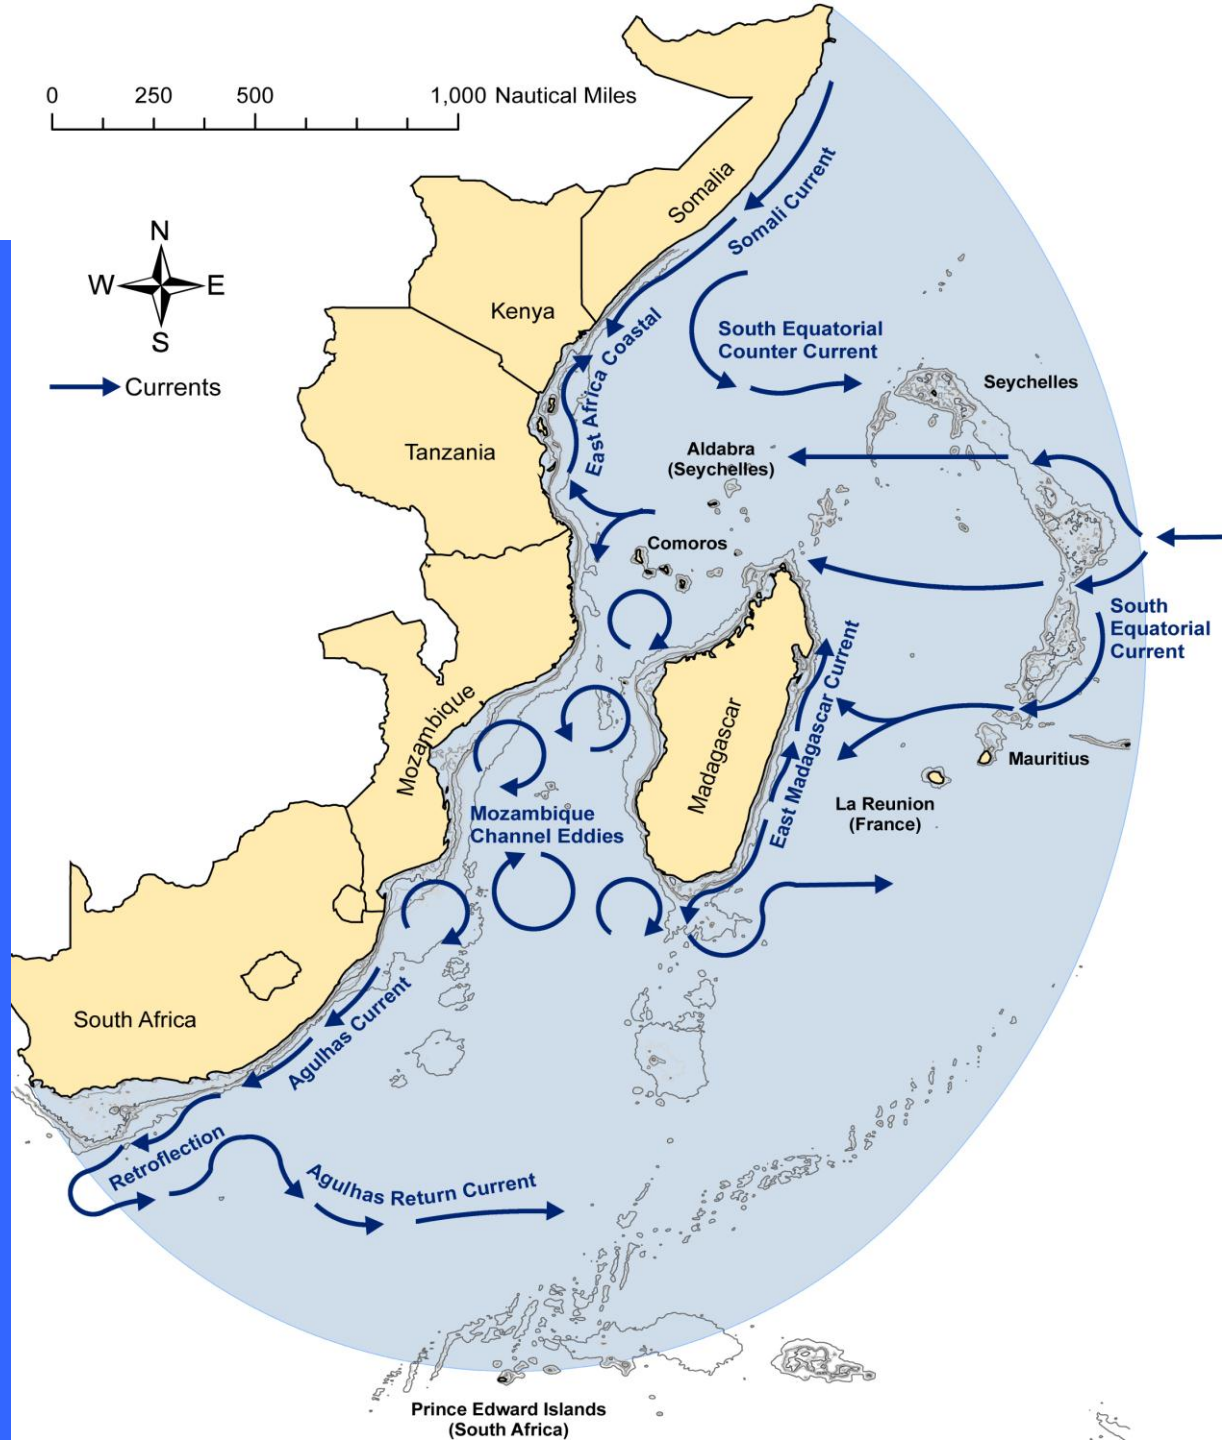 0 250 500 1,000 Nautical Miles
N
W E
S
Currents
Somalia
Somali Current
Kenya
South Equatorial
Counter Current
East Africa Coastal
Seychelles
Tanzania
Aldabra
(Seychelles)
Comoros
South
Equatorial
Current
Mozambique
Madagascar
East Madagascar Current
Mauritius
La Reunion
(France)
Mozambique
Channel Eddies
South Africa
Agulhas Current
Retroflection
Agulhas Return Current
Prince Edward Islands
(South Africa)